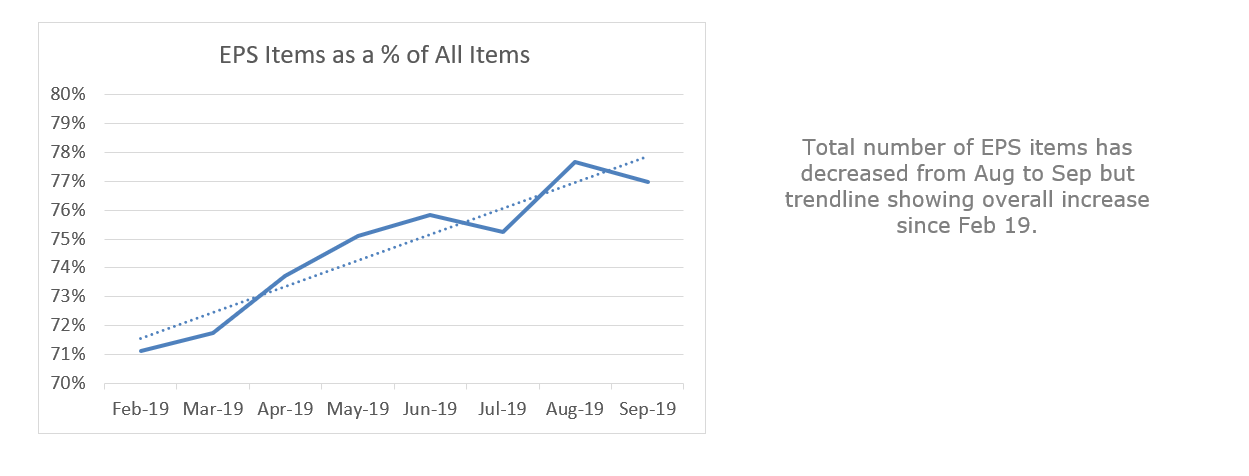 EPS Items as a % of All Items
80%
79%
78%
77%
76%
75%
74%
73%
72%
71%
70%
Feb-19 Mar-19 Apr-19 May-19 Jun-19 Jul-19 Aug-19 Sep-19
Total number of EPS items has
decreased from Aug to Sep but
trendline showing overall increase
since Feb 19.